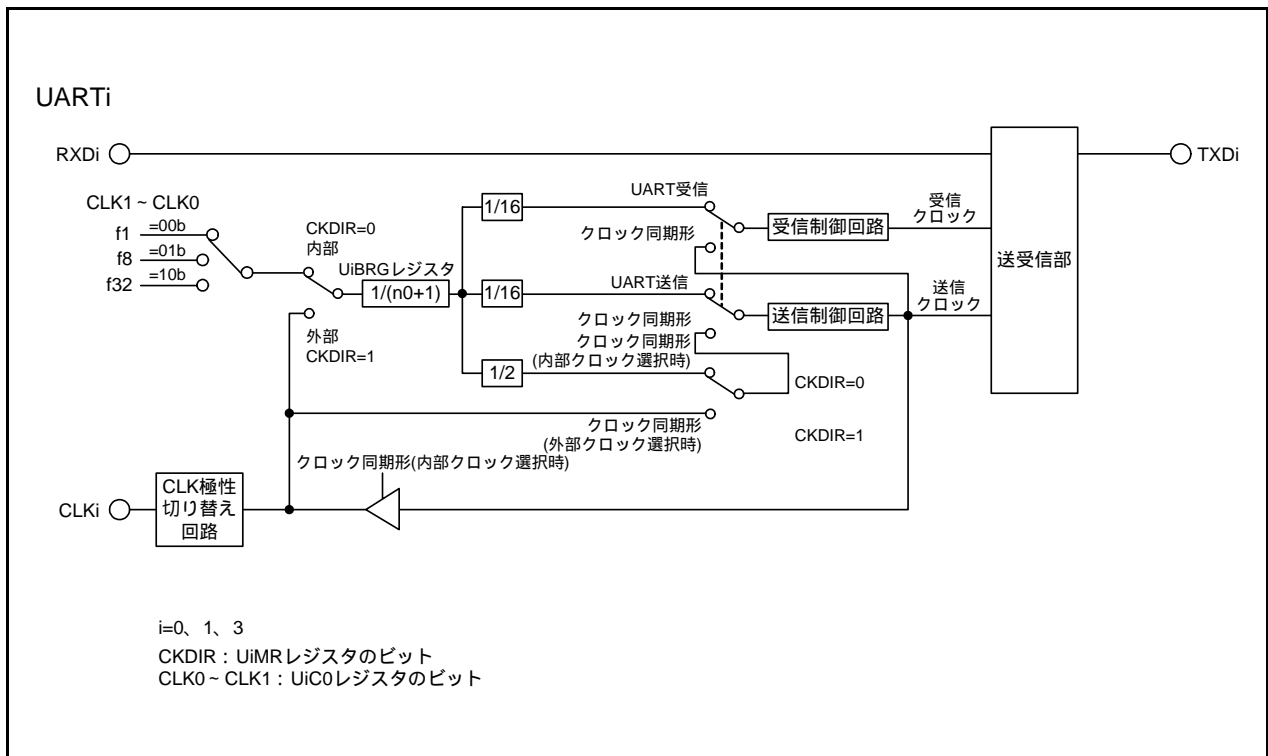 UARTi
RXDi
TXDi
CLK1 ~ CLK0
f1 =00b
f8 =01b
f32 =10b
CKDIR=0
内部
UiBRGレジスタ
1/(n0+1)
外部
CKDIR=1
1/16
UART受信
クロック同期形
受信制御回路
受信
クロック
送受信部
1/16
UART送信
クロック同期形
送信制御回路
送信
クロック
クロック同期形
(内部クロック選択時)
1/2
CKDIR=0
クロック同期形
(外部クロック選択時)
CKDIR=1
クロック同期形(内部クロック選択時)
CLKi
CLK極性
切り替え
回路
i=0、1、3
CKDIR : UiMRレジスタのビット
CLK0 ~ CLK1 : UiC0レジスタのビット